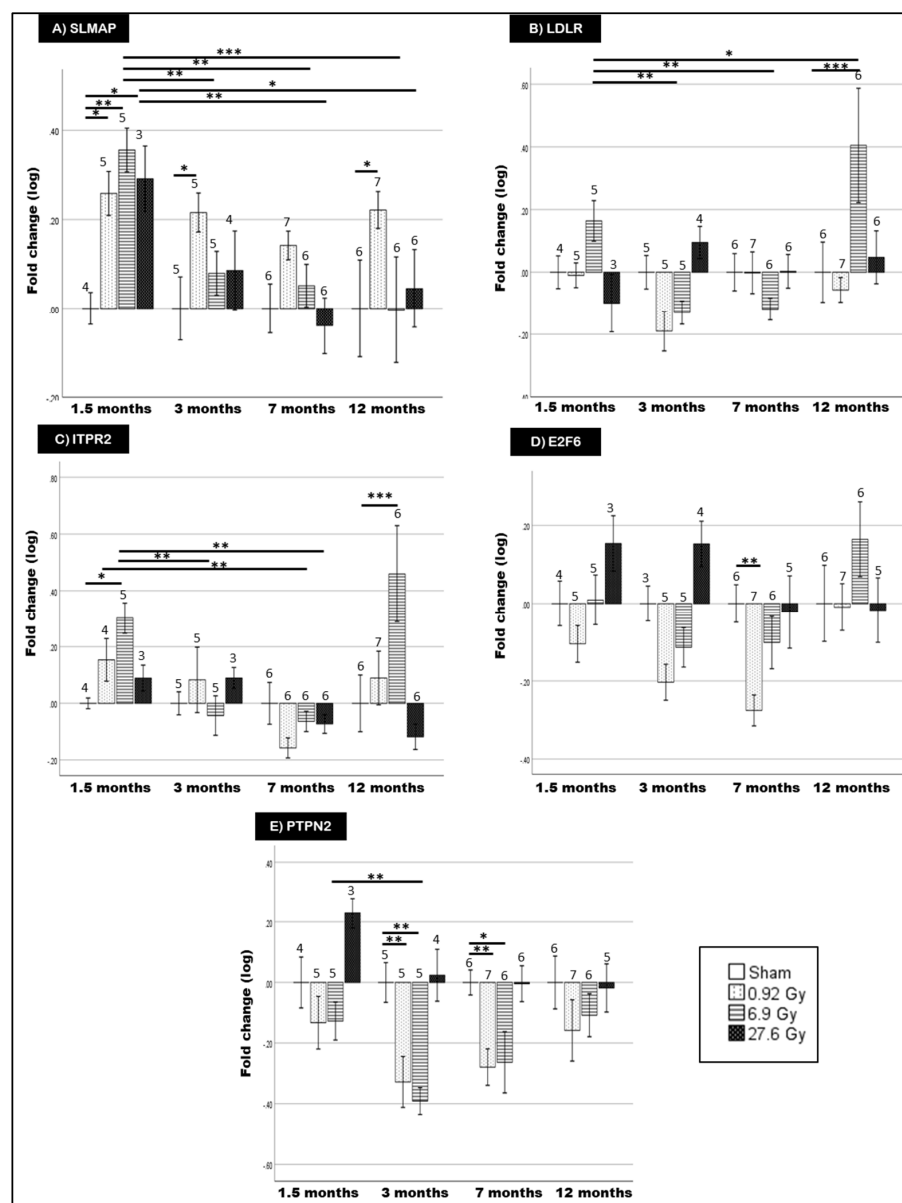 A) SLMAP
***
**
**
*
**
*
**
*
*
*
Fold change (log)
.40
.20
.00
-.20
4 5 5 3
5 5 5 4
6 7 6 6
6 7 6 6
1.5 months 3 months 7 months 12 months
B) LDLR
*
**
**
***
Fold change (log)
.60
.40
.20
.00
-.20
-.40
4 5 5 3
5 5 5 4
6 7 6 6
6 7 6 6
1.5 months 3 months 7 months 12 months
C) ITPR2
***
**
**
**
*
Fold change (log)
.80
.60
.40
.20
.00
-.20
4 4 5 3
5 5 5 3
6 6 6 6
6 7 6 6
1.5 months 3 months 7 months 12 months
D) E2F6
**
Fold change (log)
.20
.00
-.20
-.40
4 5 5 3
3 5 5 4
6 7 6 5
6 7 6 5
1.5 months 3 months 7 months 12 months
E) PTPN2
**
**
**
*
**
Fold change (log)
.40
.20
.00
-.20
-.40
-.60
4 5 5 3
5 5 5 4
6 7 6 6
6 7 6 6
1.5 months 3 months 7 months 12 months
Sham
0.92 Gy
6.9 Gy
27.6 Gy